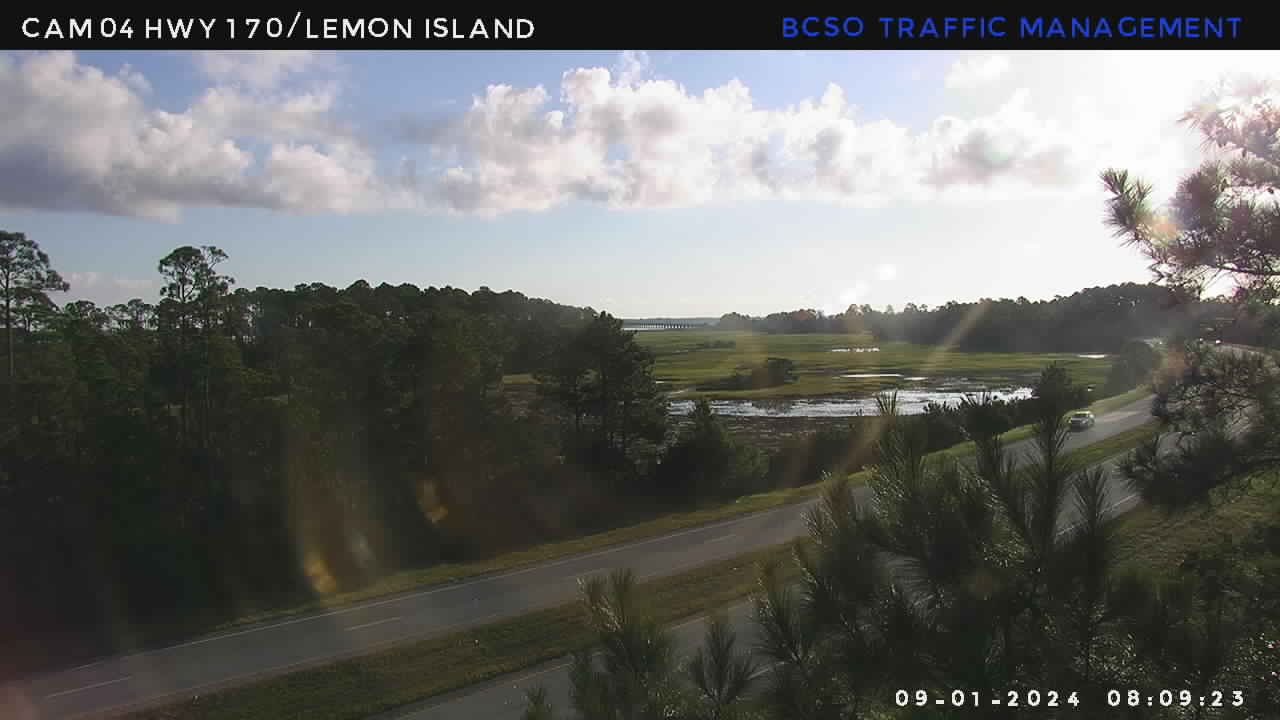 CAM04 HWY 170/LEMON ISLAND
BCSO TRAFFIC MANAGEMENT
09-01-2024 08:09:23